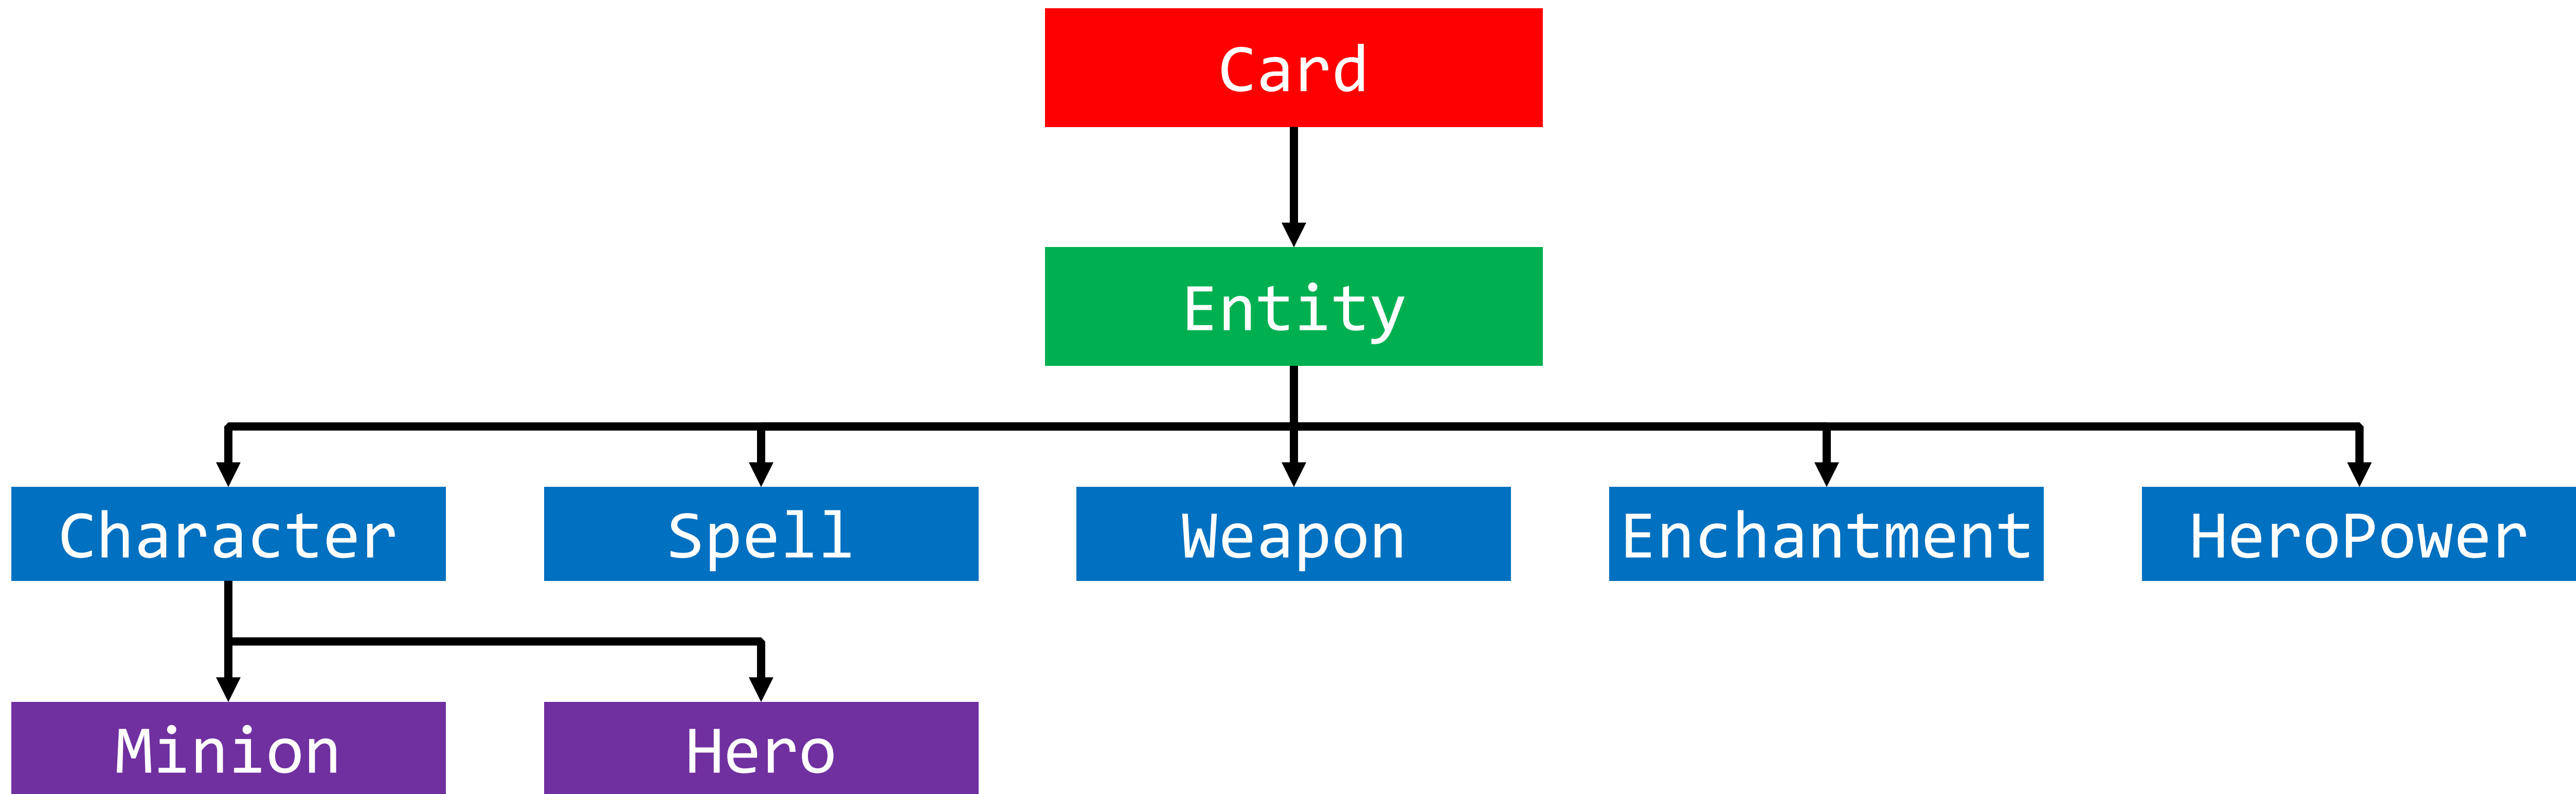 Card
Entity
Character
Spell
Weapon
Enchantment
HeroPower
Minion
Hero